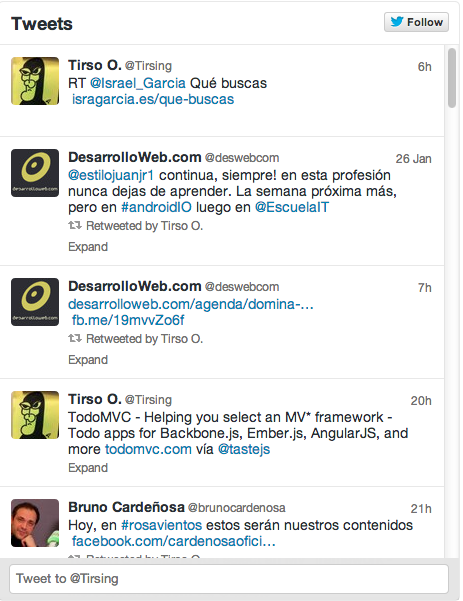 Tweets
Follow
Tirso O. @Tirsing 6h
RT @Israel_Garcia Qué buscas
isragarcia.es/que-buscas
DesarrolloWeb.com @deswebcom 26 Jan
@estilojuanjr1 continua, siempre! en esta profesión
nunca dejas de aprender. La semana próxima más,
pero en #androidIO luego en @EscuelaIT
Retweeted by Tirso O.
Expand
desarrolloweb.com
DesarrolloWeb.com @deswebcom 7h
desarrolloweb.com/agenda/domina-…
fb.me/19mvvZo6f
Retweeted by Tirso O.
Expand
desarrolloweb.com
Tirso O. @Tirsing 20h
TodoMVC - Helping you select an MV* framework -
Todo apps for Backbone.js, Ember.js, AngularJS, and
more todomvc.com vía @tastejs
Expand
Bruno Cardeñosa @brunocardenosa 21h
Hoy, en #rosavientos estos serán nuestros contenidos
facebook.com/cardenosaofici…
Retweeted by Tirso O.
Tweet to @Tirsing